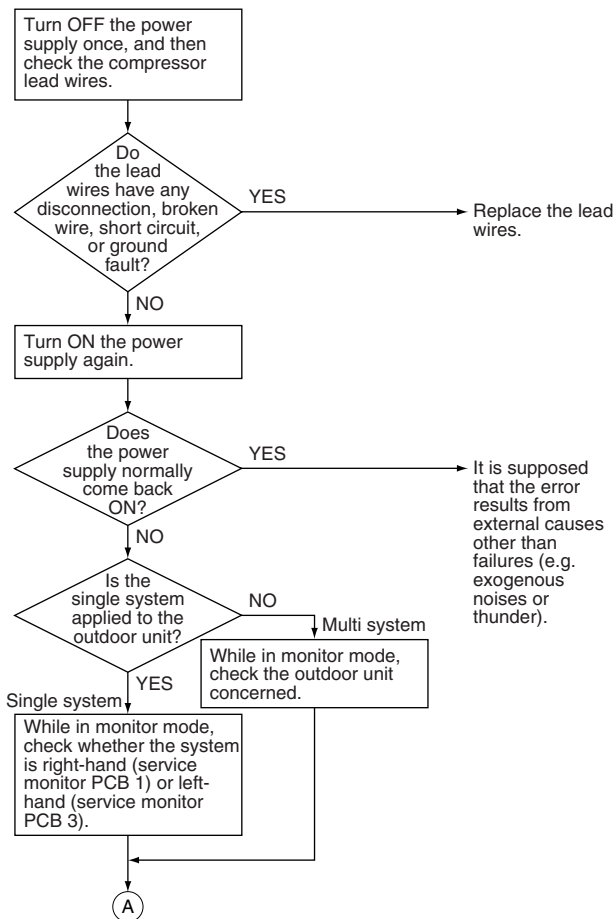 Turn OFF the power
supply once, and then
check the compressor
lead wires.
Do
the lead
wires have any
disconnection, broken
wire, short circuit,
or ground
fault?
YES
Replace the lead
wires.
NO
Turn ON the power
supply again.
Does
the power
supply normally
come back
ON?
YES
It is supposed
that the error
results from
external causes
other than
failures (e.g.
exogenous
noises or
thunder).
NO
Is the
single system
applied to the
outdoor unit?
NO
Multi system
While in monitor mode,
check the outdoor unit
concerned.
YES
Single system
While in monitor mode,
check whether the system
is right-hand (service
monitor PCB 1) or left-
hand (service monitor
PCB 3).
A